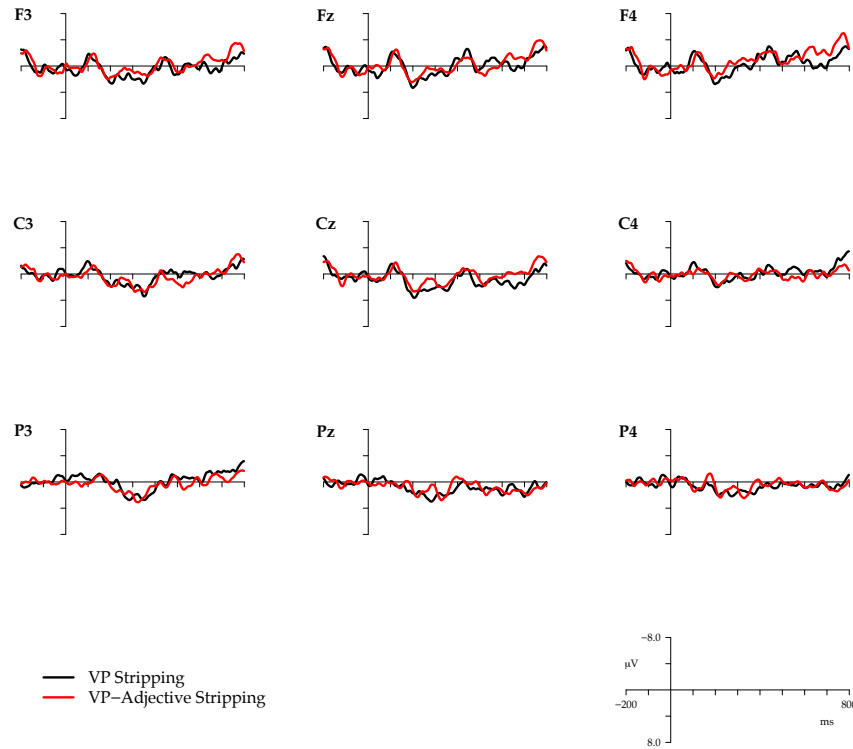 F3 Fz F4
C3 Cz C4
P3 Pz P4
−8.0
µV
−200 800
ms
8.0
VP Stripping
VP−Adjective Stripping